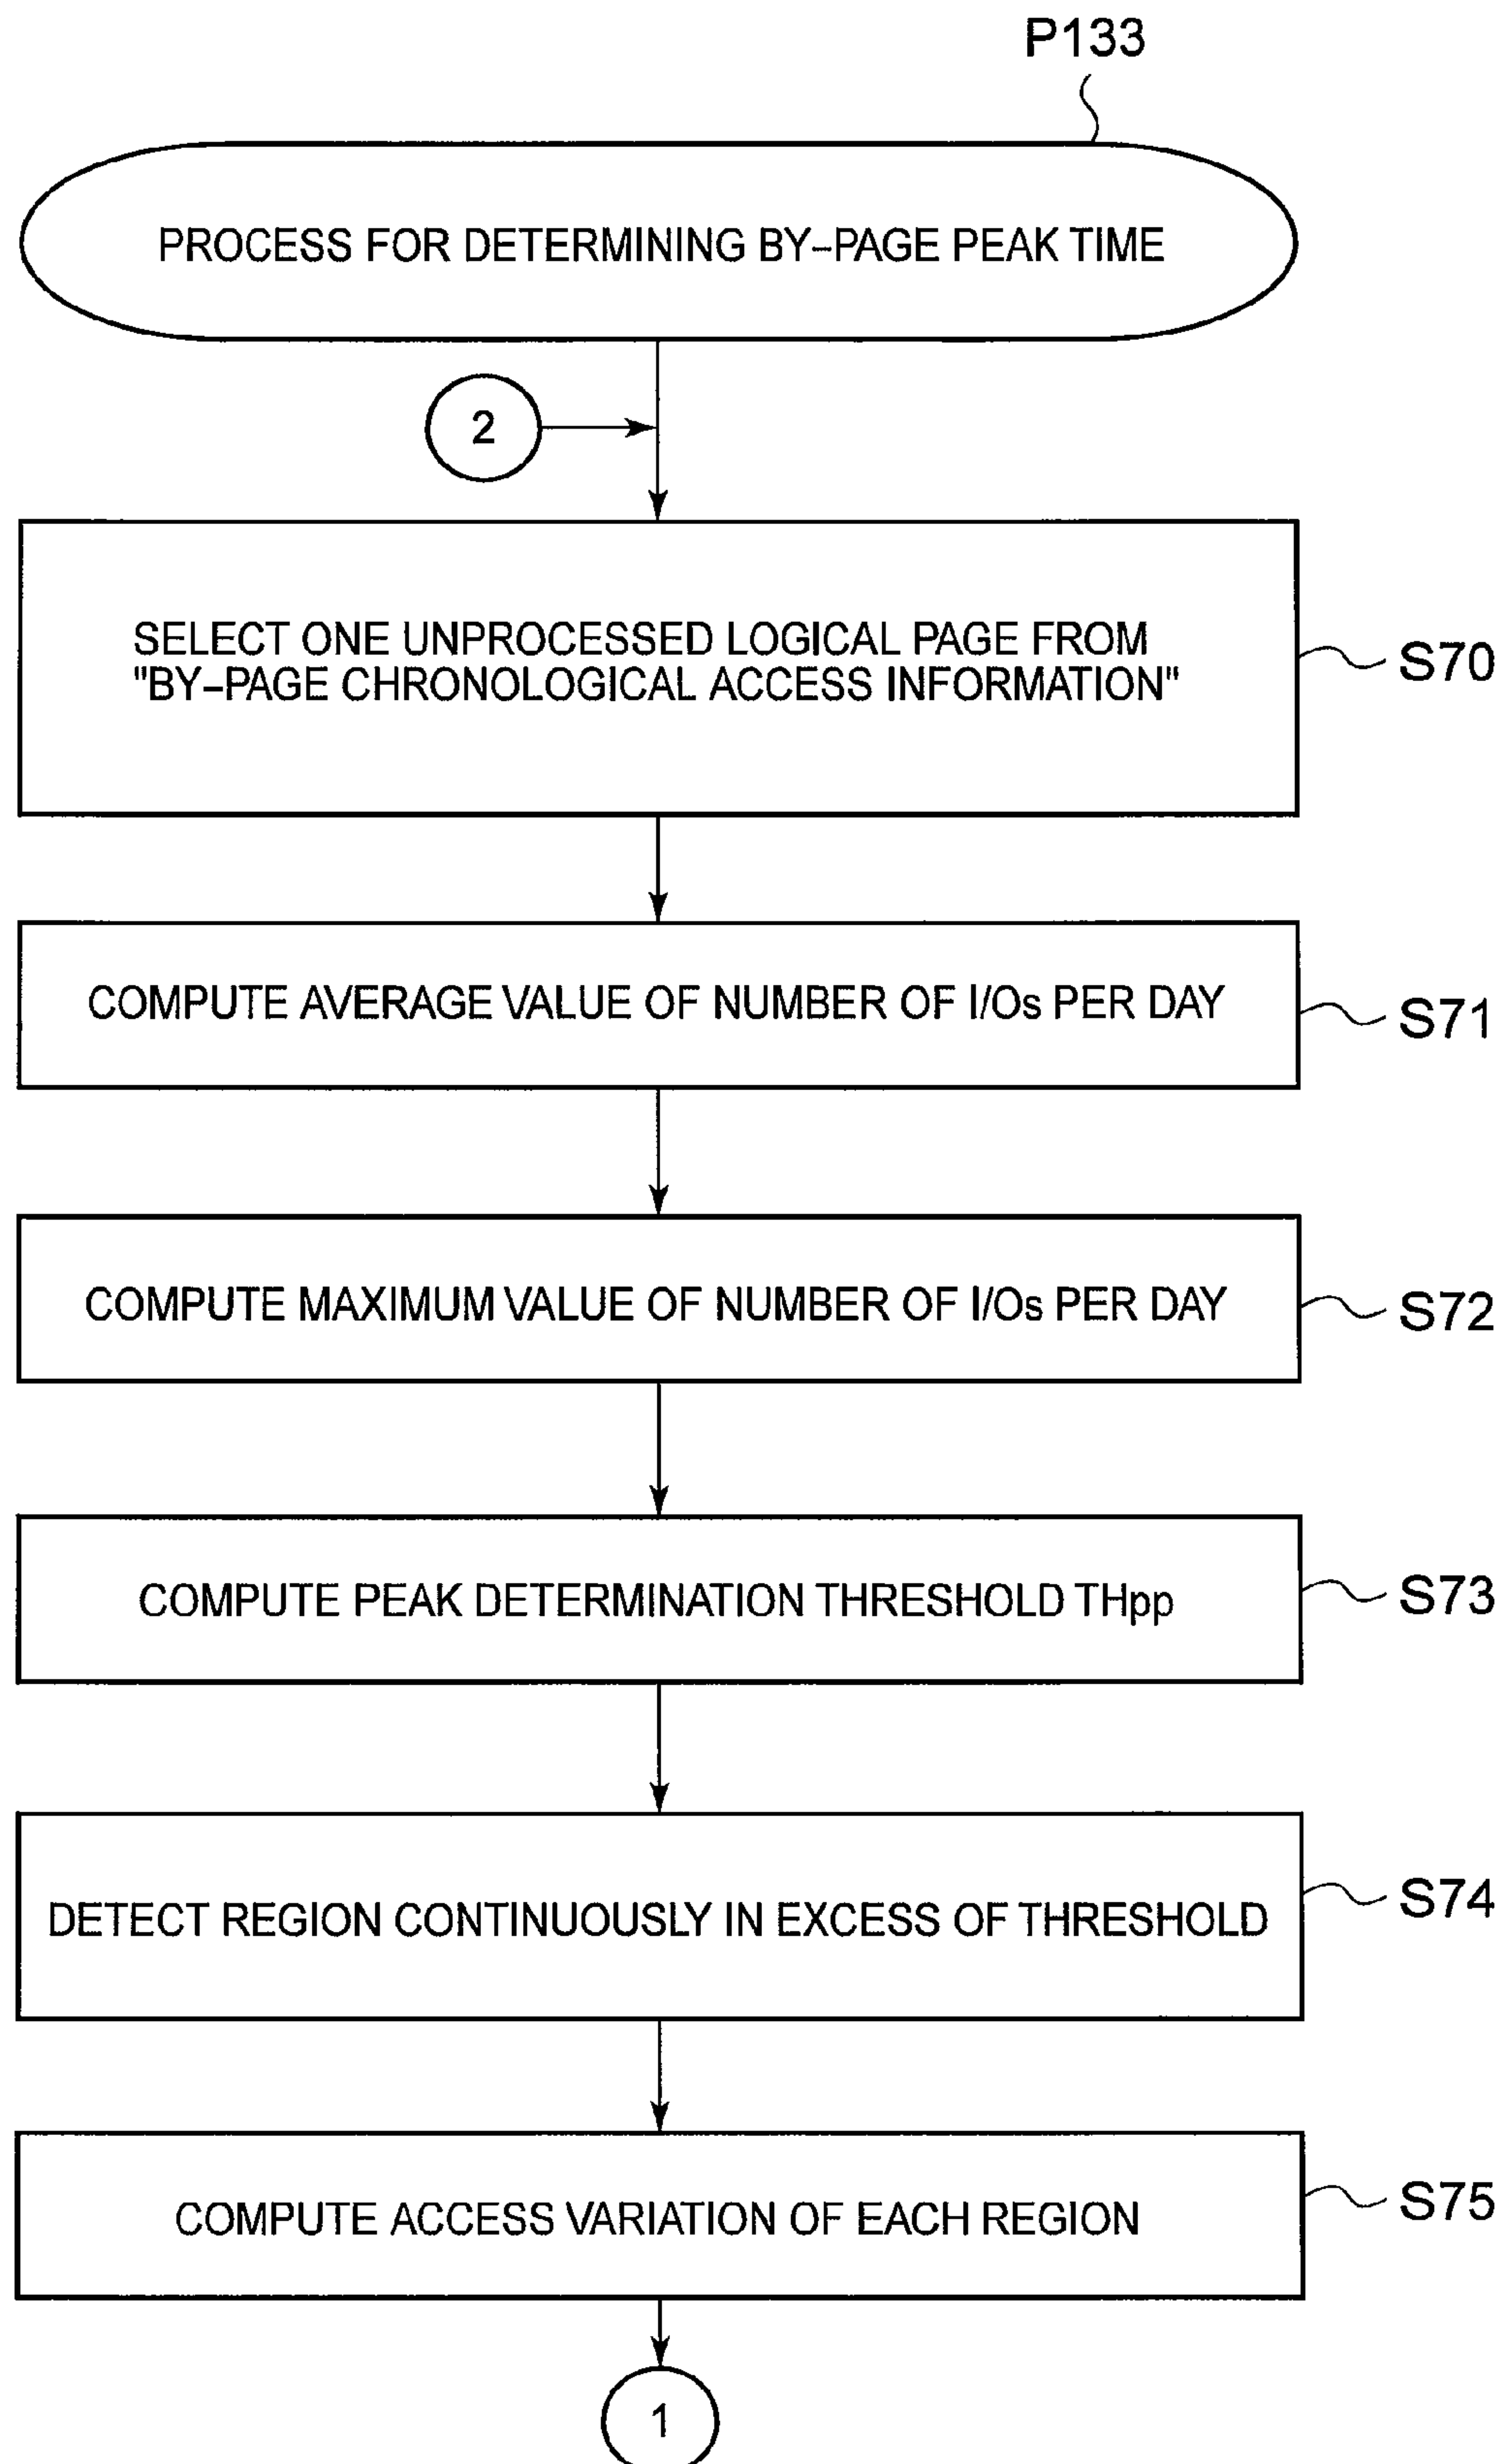 P133
PROCESS FOR DETERMINING BY-PAGE PEAK TIME
2
SELECT ONE UNPROCESSED LOGICAL PAGE FROM
"BY-PAGE CHRONOLOGICAL ACCESS INFORMATION"
S70
COMPUTE AVERAGE VALUE OF NUMBER OF I/Os PER DAY
S71
COMPUTE MAXIMUM VALUE OF NUMBER OF I/Os PER DAY
S72
COMPUTE PEAK DETERMINATION THRESHOLD THpp
S73
DETECT REGION CONTINUOUSLY IN EXCESS OF THRESHOLD
S74
COMPUTE ACCESS VARIATION OF EACH REGION
S75
1